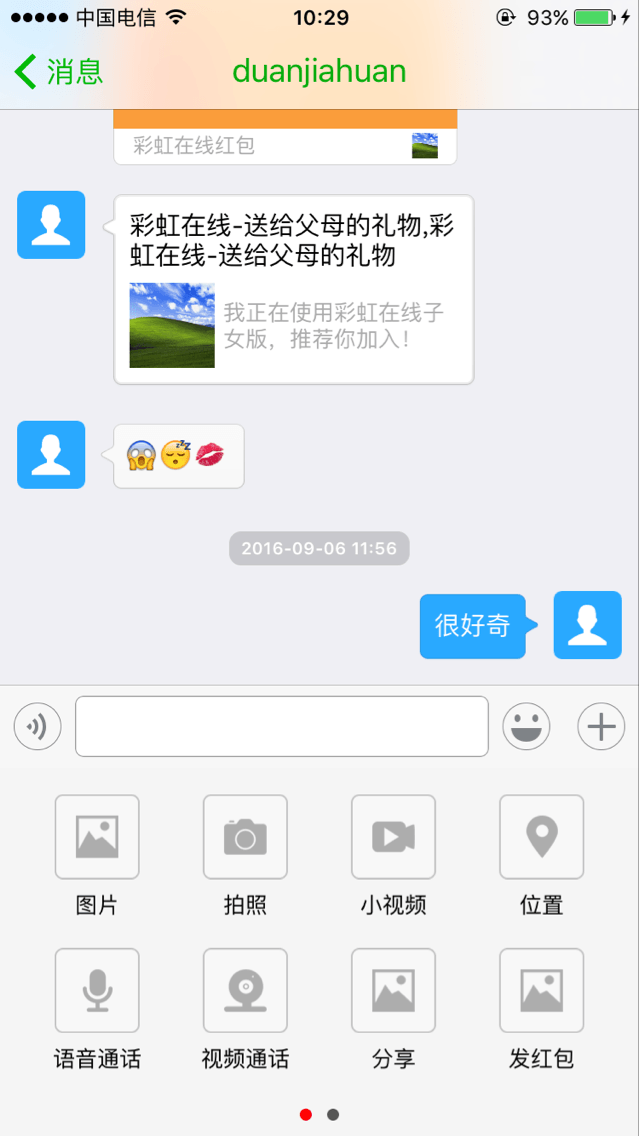 中国电信
10:29
93%
消息
duanjiahuan
彩虹在线红包
彩虹在线-送给父母的礼物,彩
虹在线-送给父母的礼物
我正在使用彩虹在线子
女版，推荐你加入！
2016-09-06 11:56
很好奇
图片
拍照
小视频
位置
语音通话
视频通话
分享
发红包